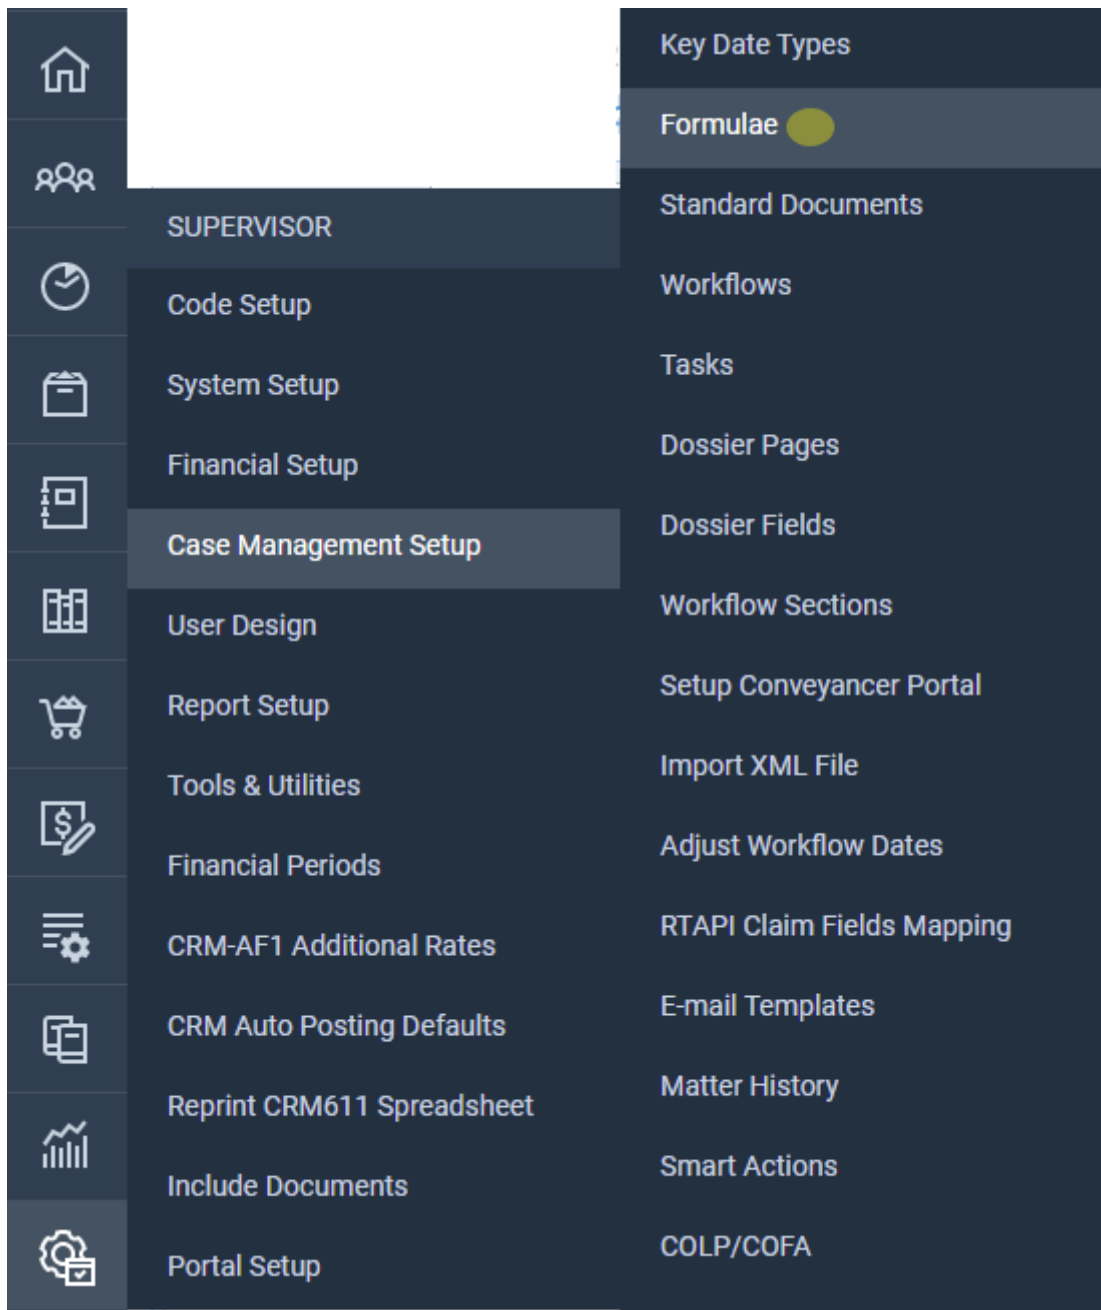 SUPERVISOR
Code Setup
System Setup
Financial Setup
Case Management Setup
User Design
Report Setup
Tools & Utilities
Financial Periods
CRM-AF1 Additional Rates
CRM Auto Posting Defaults
Reprint CRM611 Spreadsheet
Include Documents
Portal Setup
Key Date Types
Formulae
Standard Documents
Workflows
Tasks
Dossier Pages
Dossier Fields
Workflow Sections
Setup Conveyancer Portal
Import XML File
Adjust Workflow Dates
RTAPI Claim Fields Mapping
E-mail Templates
Matter History
Smart Actions
COLP/COFA